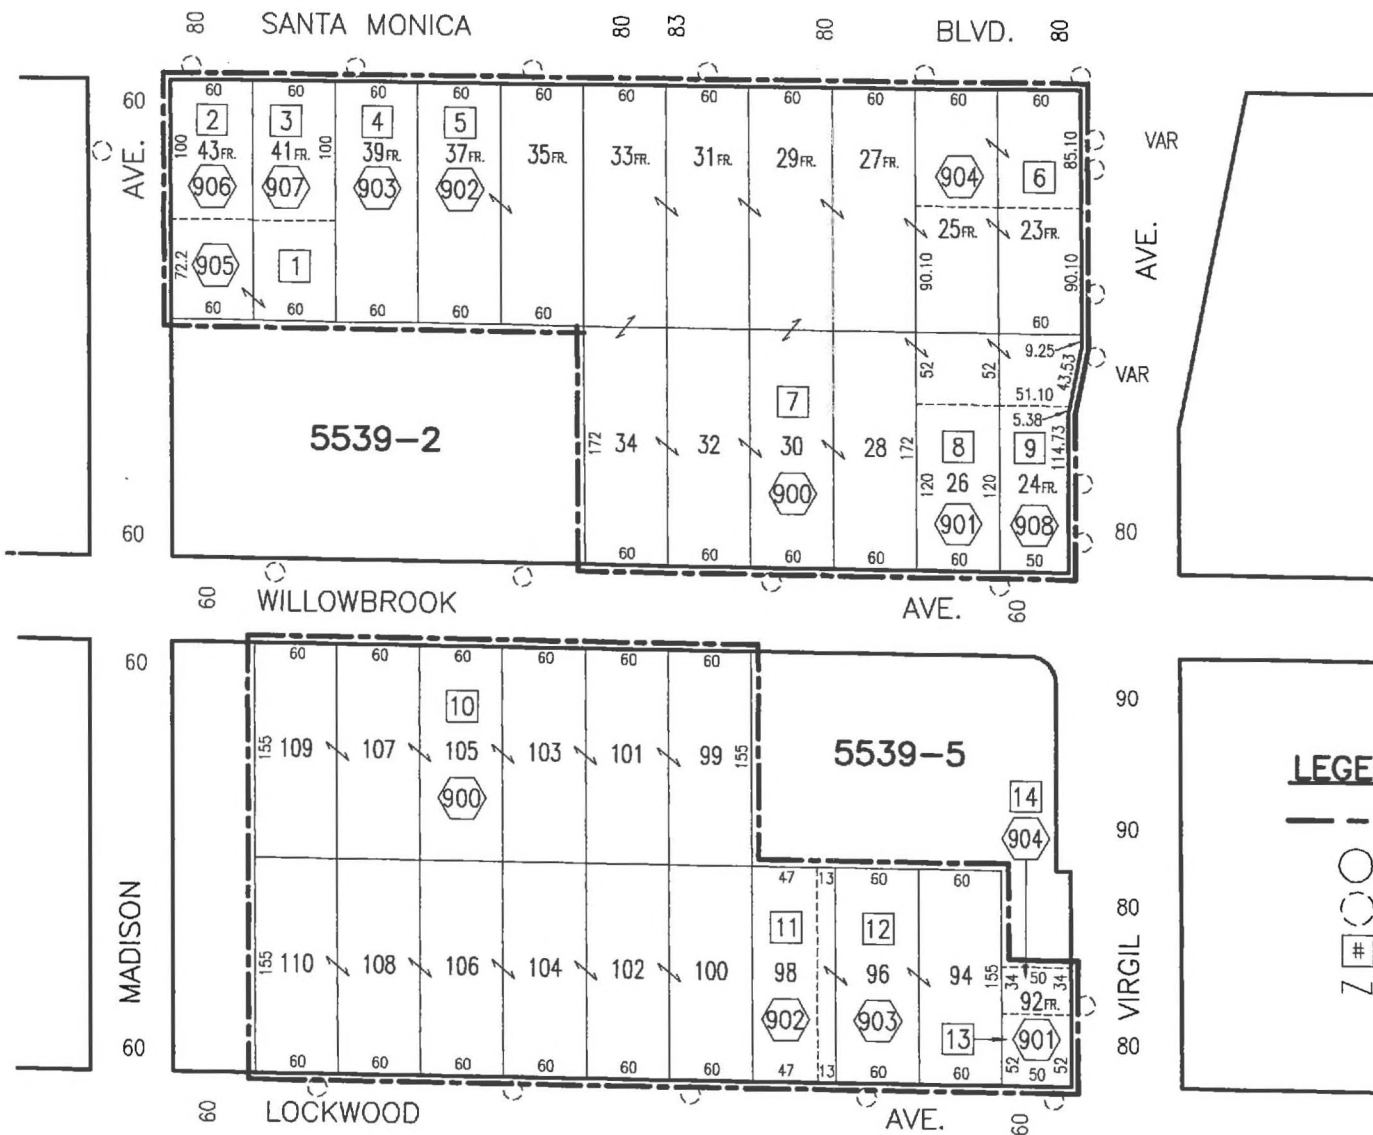 80 SANTA MONICA 80 83 80 BLVD. 80
60 60 60 60 60 60 60 60 60 60 60 60
AVE. VAR
2 3 4 5
100 43FR. 41FR. 100 39FR. 37FR. 35FR. 33FR. 31FR. 29FR. 27FR. 85.10
906 907 903 902 904 6
25FR. 23FR. AVE.
72.2 905 1 90.10 90.10
60 60 60 60 60 60
9.25
52 52 43.53 VAR
51.10
7 5.38
5539-2 172 34 32 30 28 172 8 9 114.73
900 120 26 120 24FR.
901 908
60 80
60 60 60 60 60 50
60 WILLOWBROOK AVE. 60
60 60 60 60 60 60 60
90
10
155 109 107 105 103 101 99 155 5539-5
900 LEGE
14
904 90
47 13 60 60
80
MADISON 11 12
155 110 108 106 104 102 100 98 96 94 155 34 50 34
92FR. #
902 903 13 901 VIRGIL Z
60 52 52 80
60 60 60 60 60 60 47 13 60 60 50
60 LOCKWOOD AVE. 60